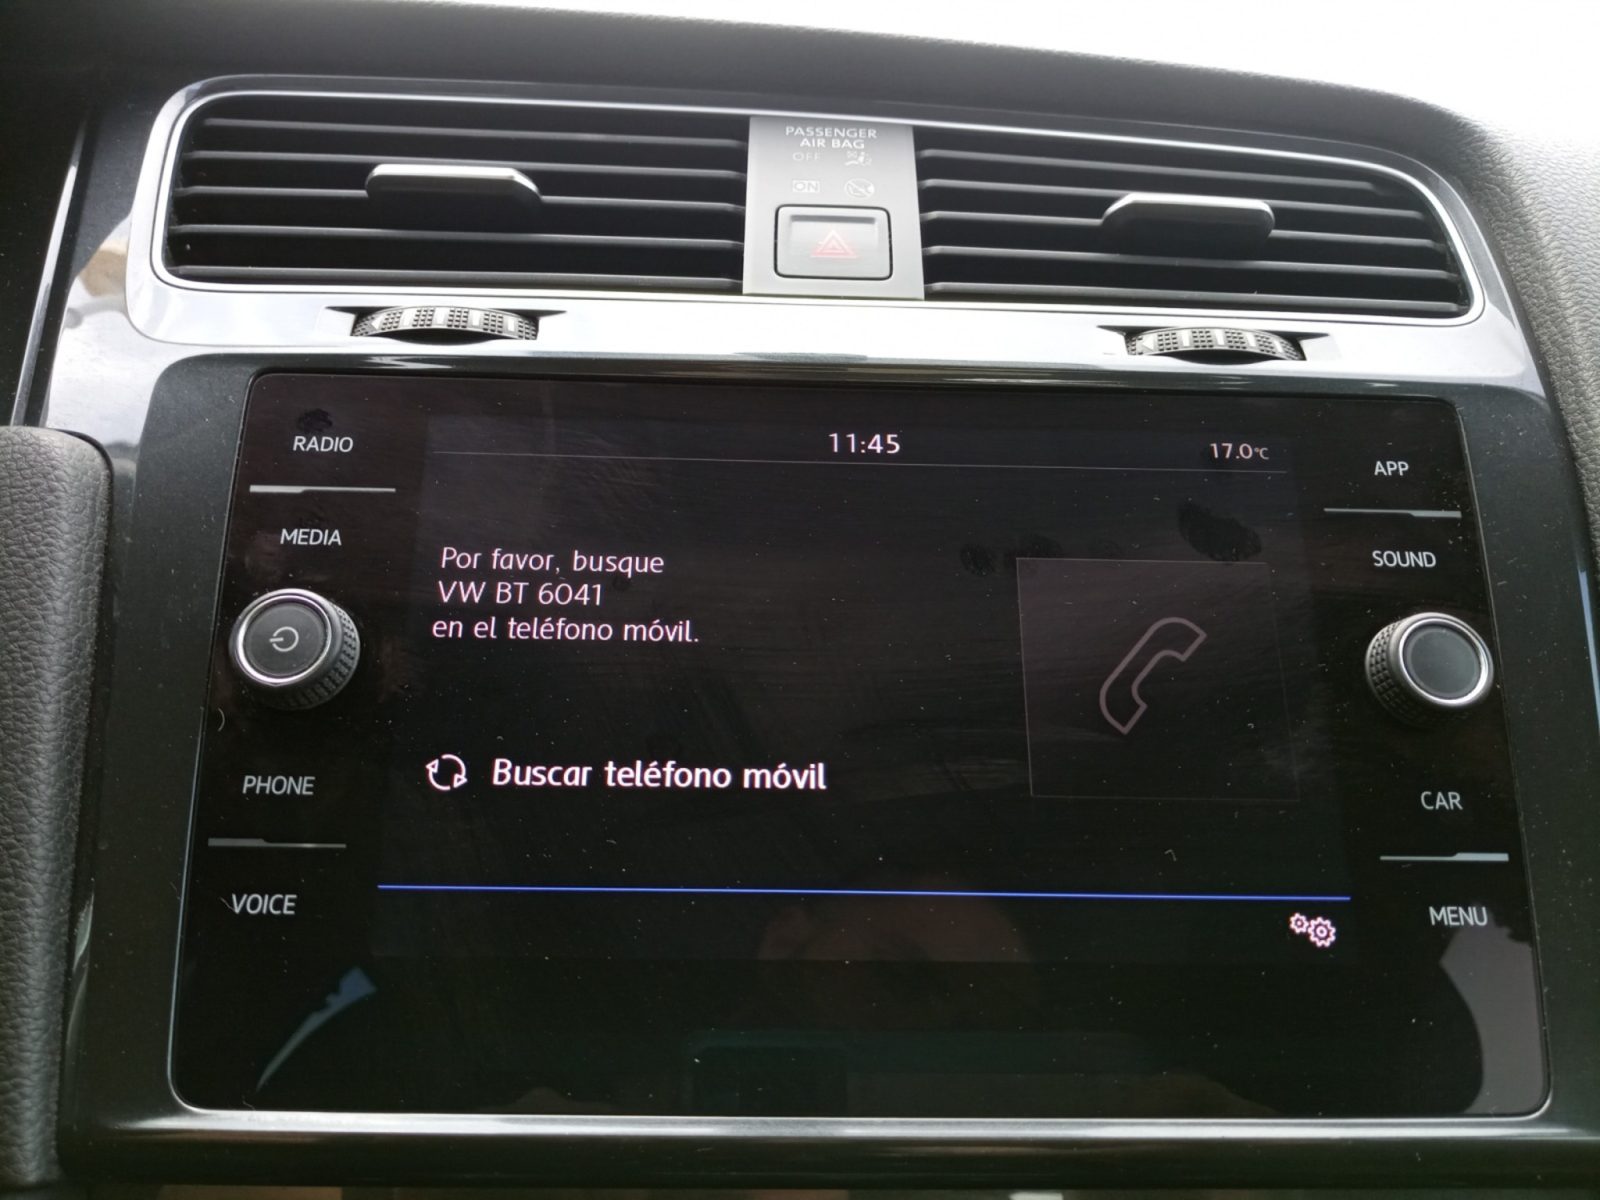 PASSENGER
AIR BAG
OFF
ON
RADIO
11:45
17.0°C
APP
MEDIA
SOUND
Por favor, busque
VW BT 6041
en el teléfono móvil.
Buscar teléfono móvil
PHONE
CAR
VOICE
MENU